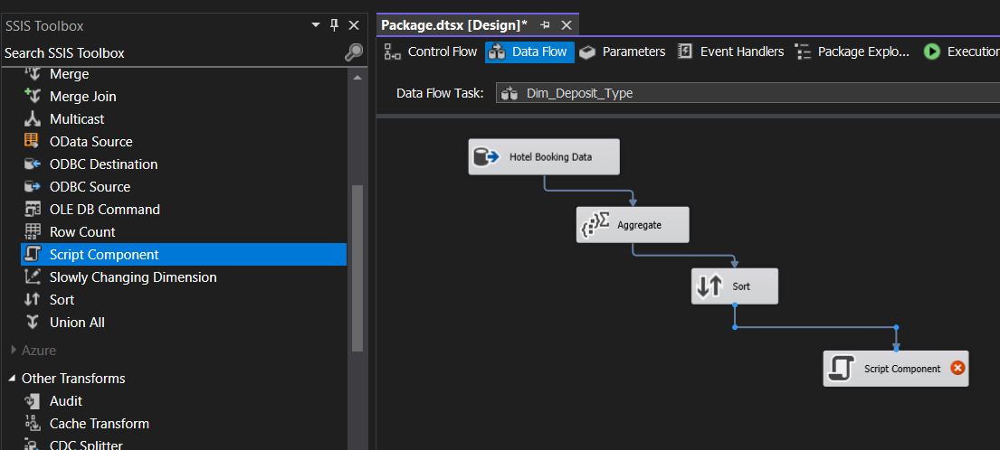 SSIS Toolbox
Search SSIS Toolbox
Merge
Merge Join
Multicast
OData Source
ODBC Destination
ODBC Source
OLE DB Command
Row Count
Script Component
Slowly Changing Dimension
Sort
Union All
Azure
Other Transforms
Audit
Cache Transform
CDC Splitter
Package.dtsx [Design]*
Control Flow
Data Flow
Parameters
Event Handlers
Package Explo...
Execution
Data Flow Task:
Dim_Deposit_Type
Hotel Booking Data
Aggregate
Sort
Script Component